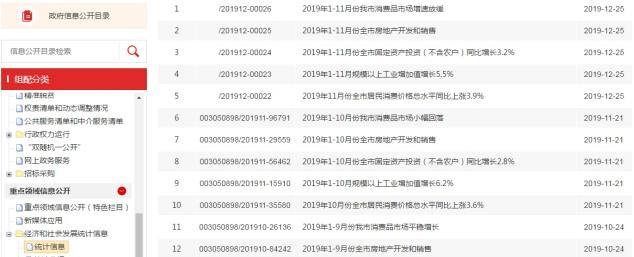 政府信息公开目录
信息公开目录检索
组配分类
精准脱贫
权责清单和动态调整情况
公共服务清单和中介服务清单
行政权力运行
“双随机一公开”
网上政务服务
招标采购
重点领域信息公开
重点领域信息公开（特色栏目）
新媒体应用
经济和社会发展统计信息
统计信息
1 /201912-00026 2019年1-11月份我市消费品市场增速放缓 2019-12-25
2 /201912-00025 2019年1-11月份全市房地产开发和销售 2019-12-25
3 /201912-00024 2019年1-11月份全市固定资产投资（不含农户）同比增长3.2% 2019-12-25
4 /201912-00023 2019年1-11月规模以上工业增加值增长5.5% 2019-12-25
5 /201912-00022 2019年11月份全市居民消费价格总水平同比上涨3.9% 2019-12-25
6 003050898/201911-96791 2019年1-10月份我市消费品市场小幅回落 2019-11-21
7 003050898/201911-29559 2019年1-10月份全市房地产开发和销售 2019-11-21
8 003050898/201911-56462 2019年1-10月份全市固定资产投资（不含农户）同比增长2.8% 2019-11-21
9 003050898/201911-15910 2019年1-10月规模以上工业增加值增长6.2% 2019-11-21
10 003050898/201911-35580 2019年10月份全市居民消费价格总水平同比上涨3.6% 2019-11-21
11 003050898/201910-26136 2019年1-9月份我市消费品市场平稳增长 2019-10-24
12 003050898/201910-84242 2019年1-9月份全市房地产开发和销售 2019-10-24